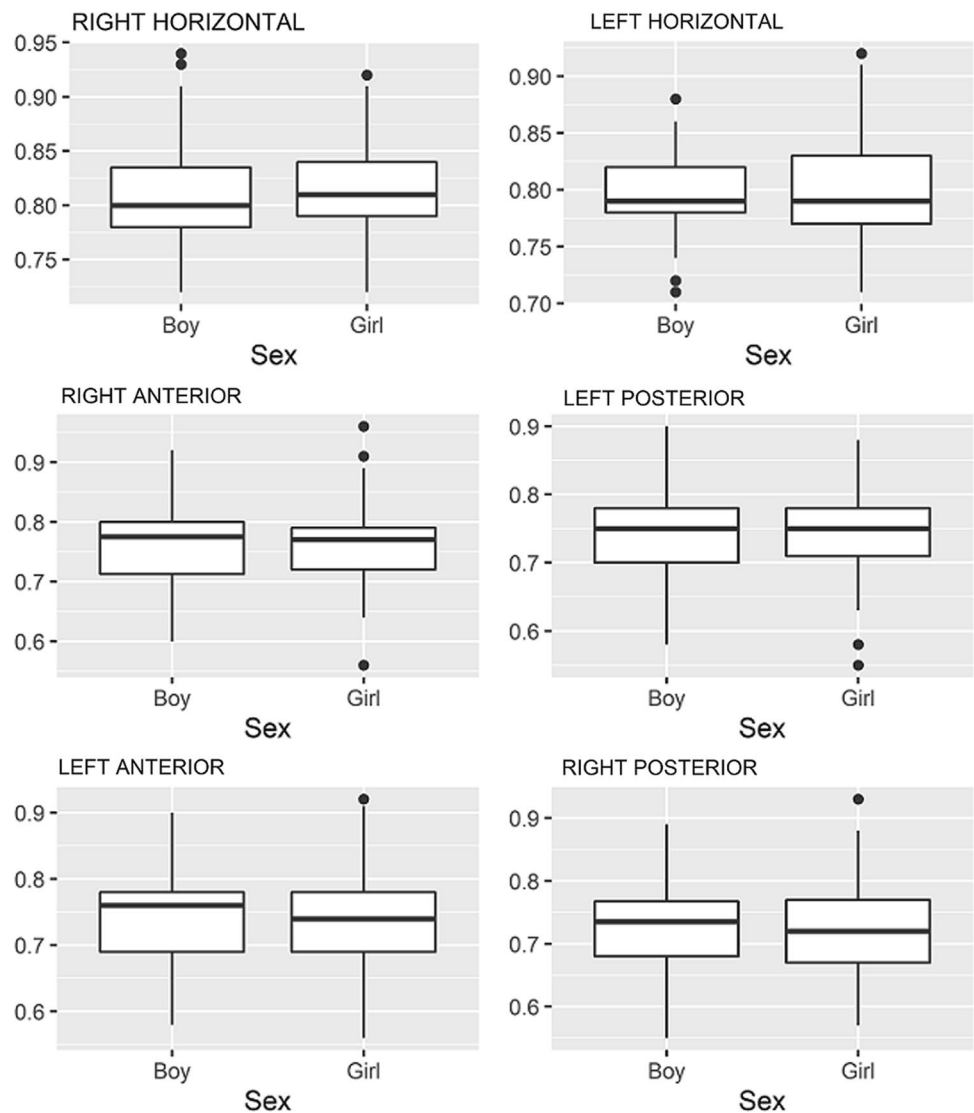 RIGHT HORIZONTAL
0.95
0.90
0.85
0.80
0.75
Boy Girl
Sex
LEFT HORIZONTAL
0.90
0.85
0.80
0.75
0.70
Boy Girl
Sex
RIGHT ANTERIOR
0.9
0.8
0.7
0.6
Boy Girl
Sex
LEFT POSTERIOR
0.9
0.8
0.7
0.6
Boy Girl
Sex
LEFT ANTERIOR
0.9
0.8
0.7
0.6
Boy Girl
Sex
RIGHT POSTERIOR
0.9
0.8
0.7
0.6
Boy Girl
Sex